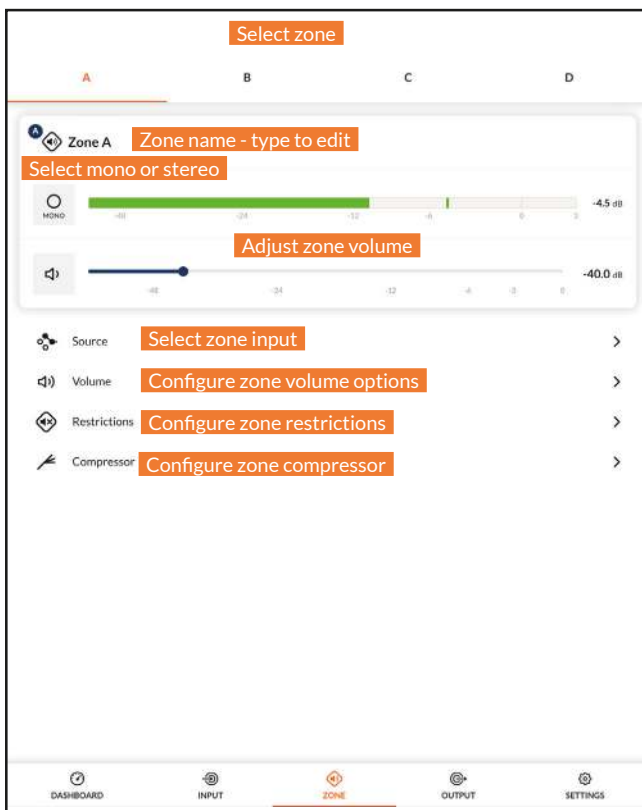 Select zone
A B C D
A
Zone A Zone name - type to edit
Select mono or stereo
MONO -4.5 dB
-48 -24 -12 -6 0 3
Adjust zone volume
-40.0 dB
-48 -24 -12 -6 -3 0
Source Select zone input
Volume Configure zone volume options
Restrictions Configure zone restrictions
Compressor Configure zone compressor
DASHBOARD INPUT ZONE OUTPUT SETTINGS